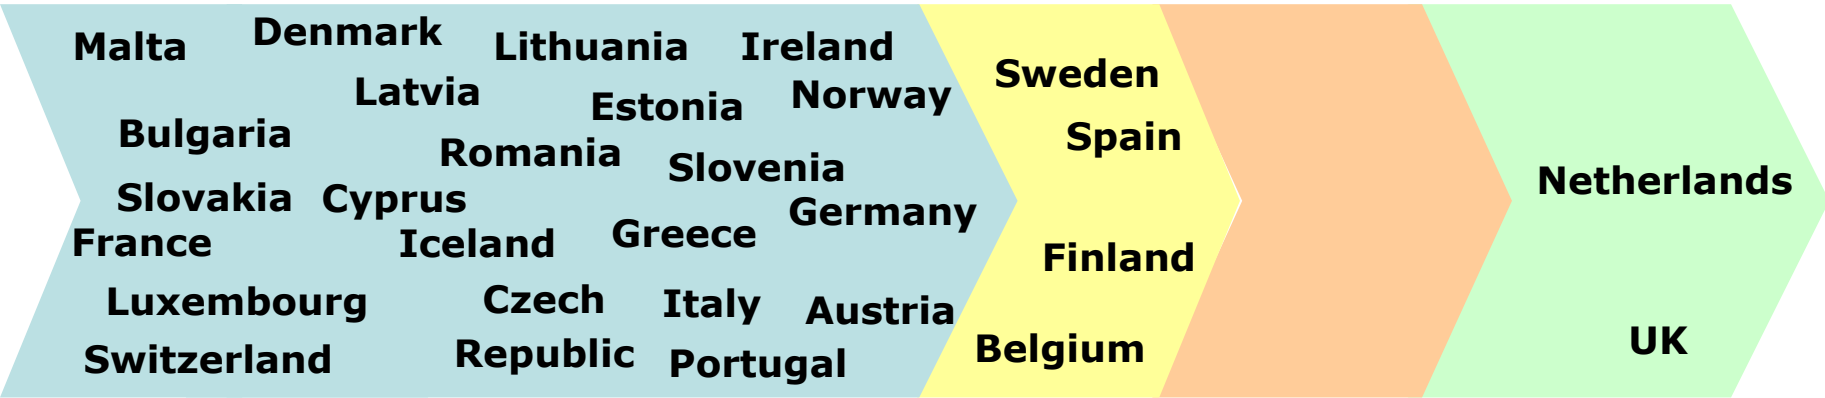 Malta
Denmark
Lithuania
Ireland
Latvia
Estonia
Norway
Bulgaria
Romania
Slovenia
Slovakia
Cyprus
Germany
France
Iceland
Greece
Luxembourg
Czech
Republic
Italy
Austria
Switzerland
Portugal
Sweden
Spain
Finland
Belgium
Netherlands
UK